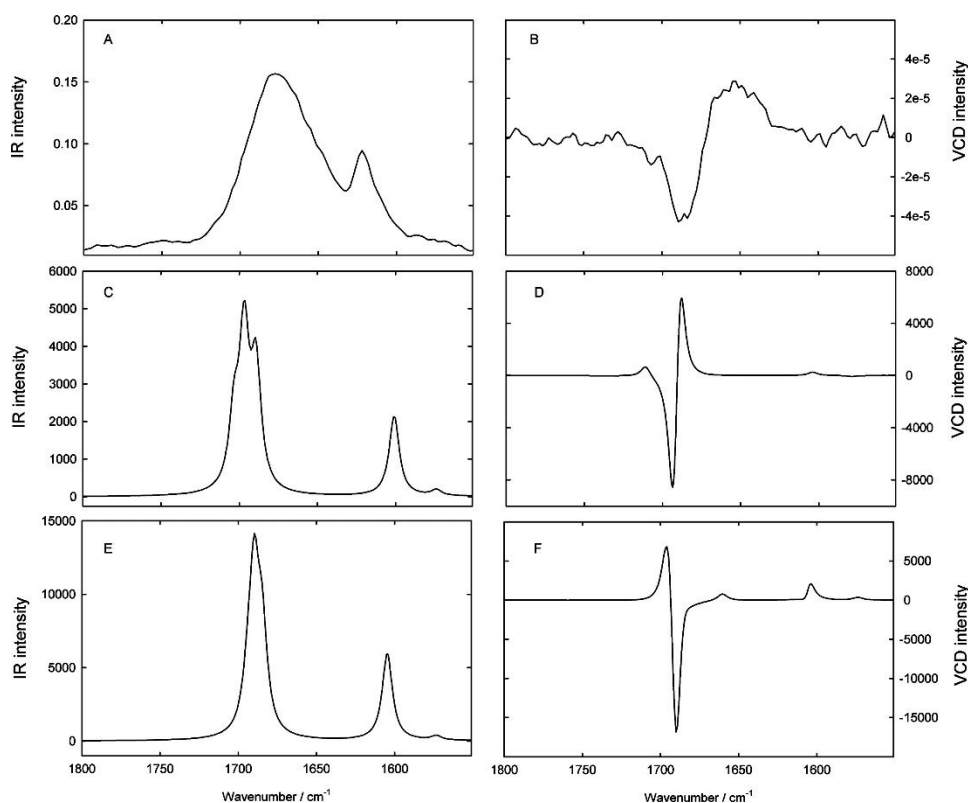 A
IR intensity
0.20
0.15
0.10
0.05
B
VCD intensity
4e-5
2e-5
0
-2e-5
-4e-5
C
IR intensity
6000
5000
4000
3000
2000
1000
0
D
VCD intensity
8000
4000
0
-4000
-8000
E
IR intensity
15000
10000
5000
0
1800 1750 1700 1650 1600
Wavenumber / cm⁻¹
F
VCD intensity
5000
0
-5000
-10000
-15000
1800 1750 1700 1650 1600
Wavenumber / cm⁻¹